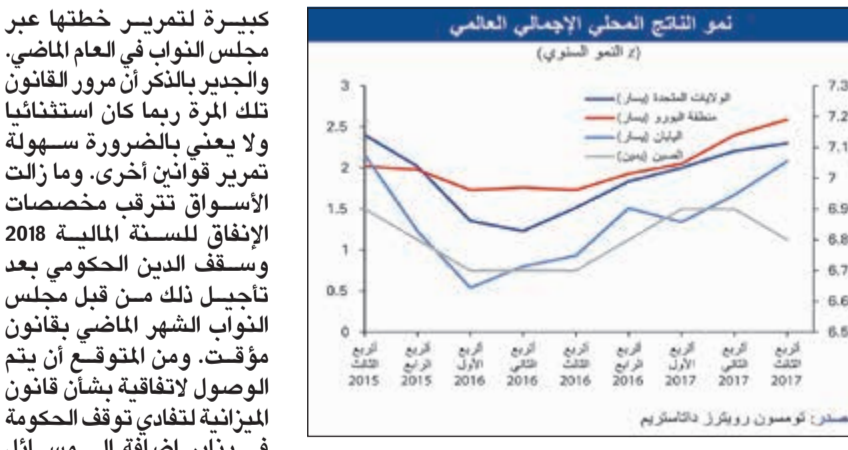 كبيرة لتمرير خطتها عبر
مجلس النواب في العام الماضي.
والجدير بالذكر أن مرور القانون
تلك المرة ربما كان استثنائيا
ولا يعني بالضرورة سهولة
تمرير قوانين أخرى. وما زالت
الأسواق تترقب مخصصات
الإنفاق للسنة المالية 2018
وسقف الدين الحكومي بعد
تأجيل ذلك من قبل مجلس
النواب الشهر الماضي بقانون
مؤقت. ومن المتوقع أن يتم
الوصول لاتفاقية بشأن قانون
الميزانية لتفادي توقف الحكومة
نمو الناتج المحلي الإجمالي العالمي
(٪ النمو السنوي)
3
2.5
2
1.5
1
0.5
0
7.3
7.2
7.1
7
6.9
6.8
6.7
6.6
6.5
الولايات المتحدة (يسار)
منطقة اليورو (يسار)
اليابان (يسار)
الصين (يمين)
الربع الثالث 2015
الربع الرابع 2015
الربع الأول 2016
الربع الثاني 2016
الربع الثالث 2016
الربع الرابع 2016
الربع الأول 2017
الربع الثاني 2017
الربع الثالث 2017
صدر: تومسون رويترز داتاستريم